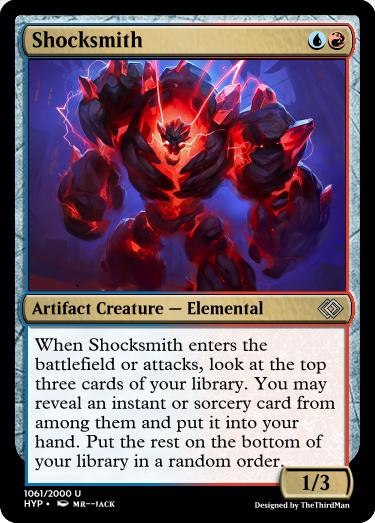 Shocksmith
Artifact Creature — Elemental
When Shocksmith enters the
battlefield or attacks, look at the top
three cards of your library. You may
reveal an instant or sorcery card from
among them and put it into your
hand. Put the rest on the bottom of
your library in a random order.
1/3
1061/2000 U
HYP • MR--JACK
Designed by TheThirdMan